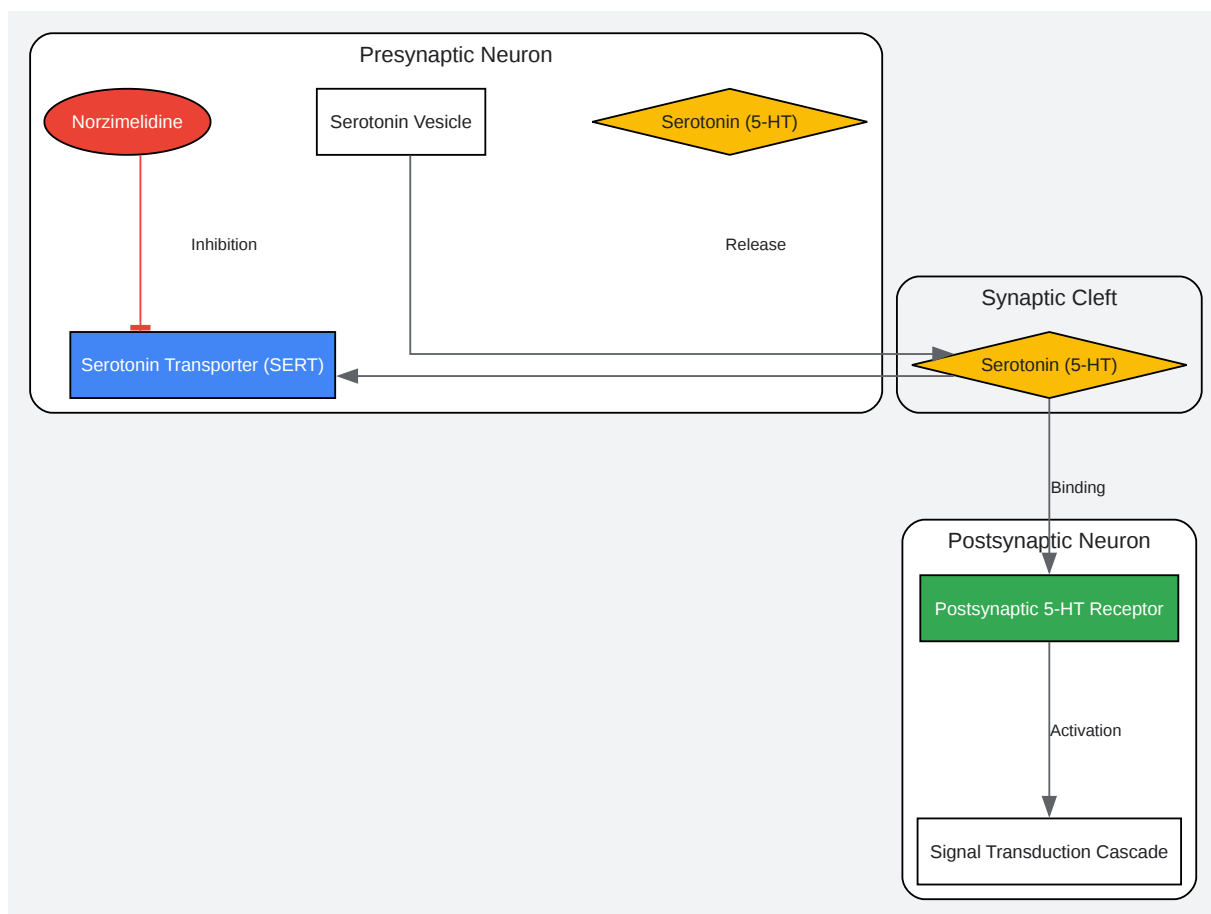 Presynaptic Neuron
Norzimelidine
Serotonin Vesicle
Serotonin (5-HT)
Inhibition
Release
Synaptic Cleft
Serotonin Transporter (SERT)
Serotonin (5-HT)
Binding
Postsynaptic Neuron
Postsynaptic 5-HT Receptor
Activation
Signal Transduction Cascade